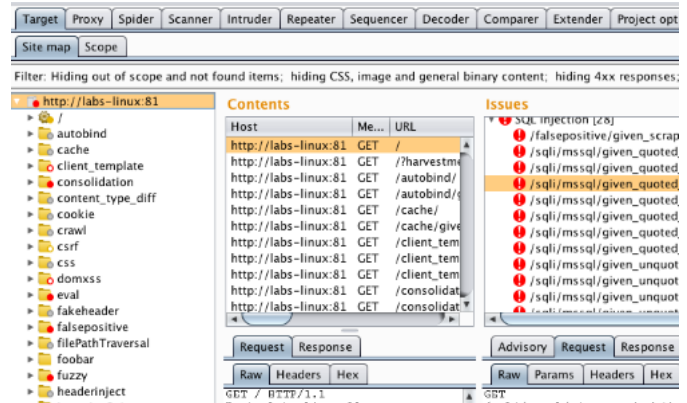 Target Proxy Spider Scanner Intruder Repeater Sequencer Decoder Comparer Extender Project opt
Site map Scope
Filter: Hiding out of scope and not found items; hiding CSS, image and general binary content; hiding 4xx responses;
http://labs-linux:81
/
autobind
cache
client_template
consolidation
content_type_diff
cookie
crawl
csrf
css
domxss
eval
fakeheader
falsepositive
filePathTraversal
foobar
fuzzy
headerinject
Contents
Host Me... URL
http://labs-linux:81 GET /
http://labs-linux:81 GET /?harvestme
http://labs-linux:81 GET /autobind/
http://labs-linux:81 GET /autobind/g
http://labs-linux:81 GET /cache/
http://labs-linux:81 GET /cache/give
http://labs-linux:81 GET /client_tem
http://labs-linux:81 GET /client_tem
http://labs-linux:81 GET /client_tem
http://labs-linux:81 GET /consolidat
http://labs-linux:81 GET /consolidat
Request Response
Raw Headers Hex
GET / HTTP/1.1
Issues
SQL injection [28]
/falsepositive/given_scrap
/sqli/mssql/given_quoted_
/sqli/mssql/given_quoted_
/sqli/mssql/given_quoted_
/sqli/mssql/given_quoted_
/sqli/mssql/given_quoted_
/sqli/mssql/given_quoted_
/sqli/mssql/given_unquot
/sqli/mssql/given_unquot
/sqli/mssql/given_unquot
Advisory Request Response
Raw Params Headers Hex
GET